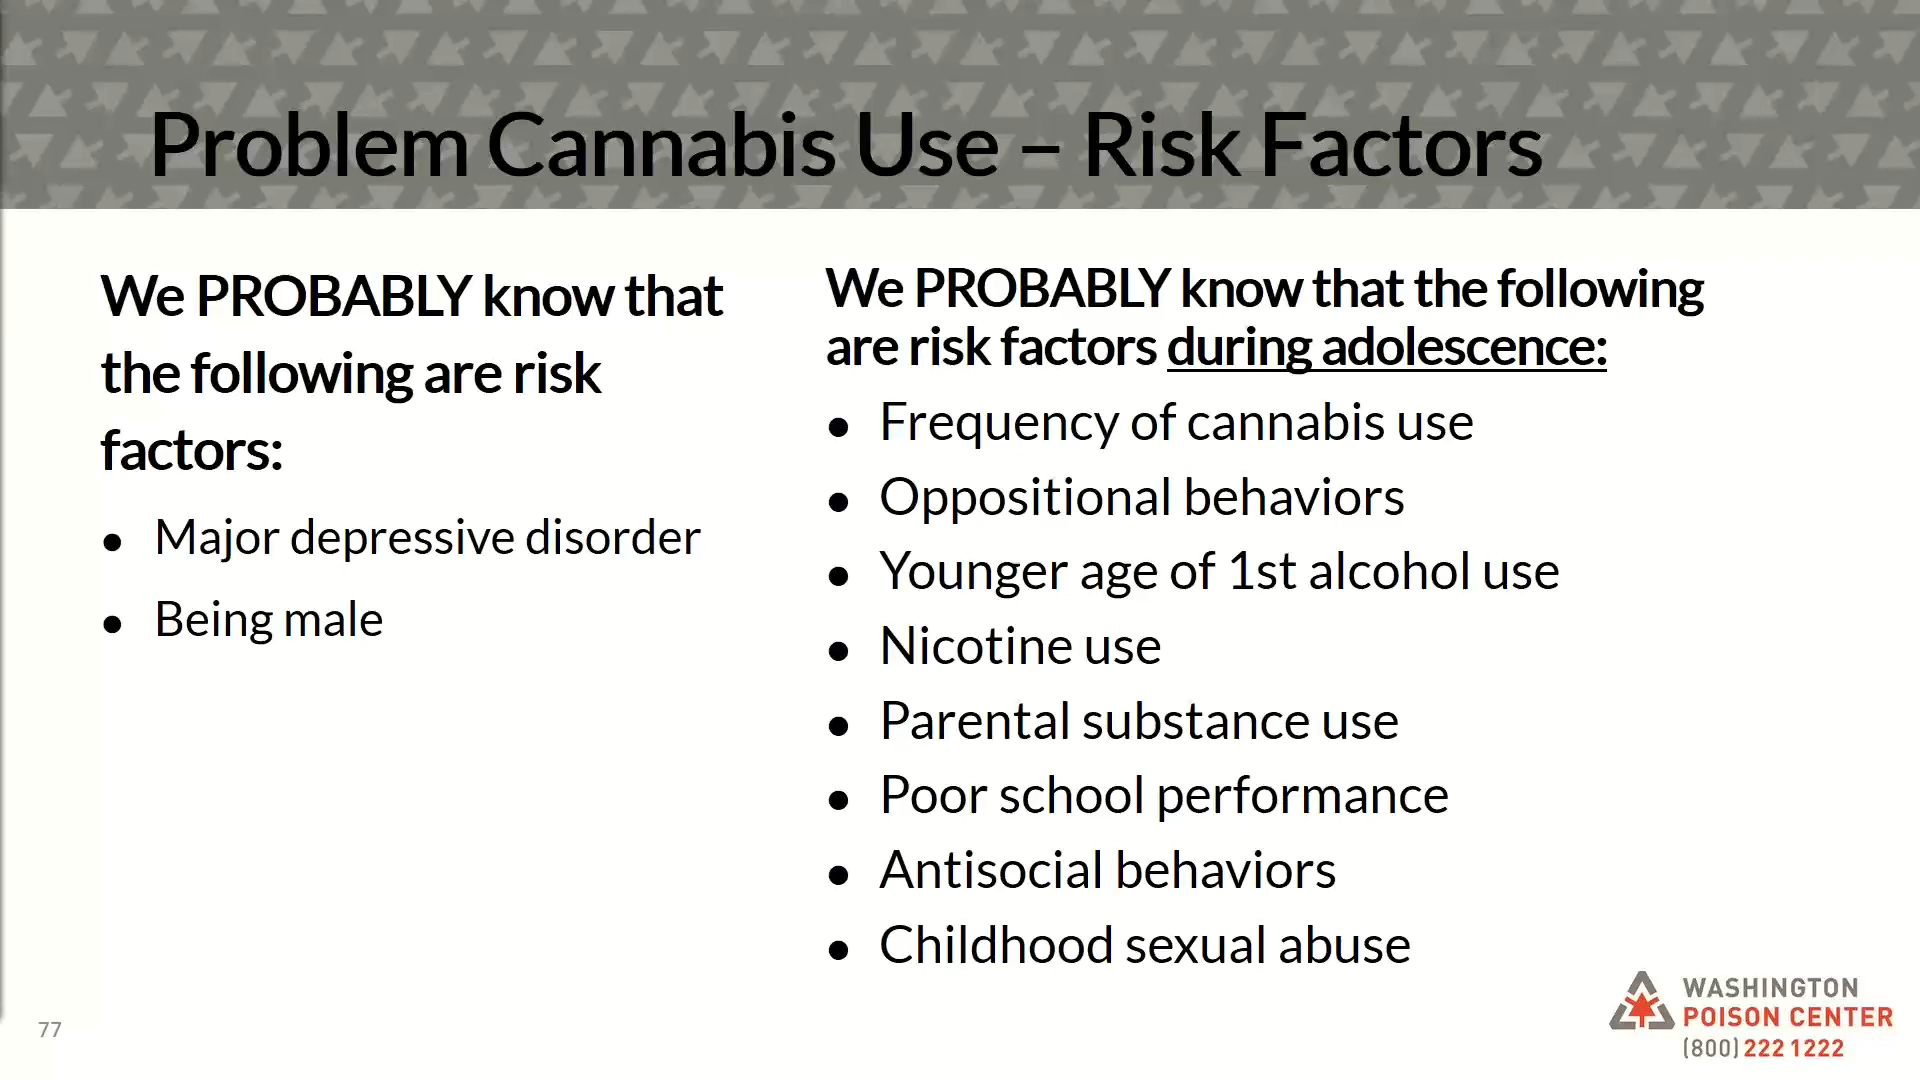 Problem Cannabis Use – Risk Factors
We PROBABLY know that
the following are risk
factors:
● Major depressive disorder
● Being male
We PROBABLY know that the following
are risk factors during adolescence:
● Frequency of cannabis use
● Oppositional behaviors
● Younger age of 1st alcohol use
● Nicotine use
● Parental substance use
● Poor school performance
● Antisocial behaviors
● Childhood sexual abuse
77
WASHINGTON
POISON CENTER
(800) 222 1222